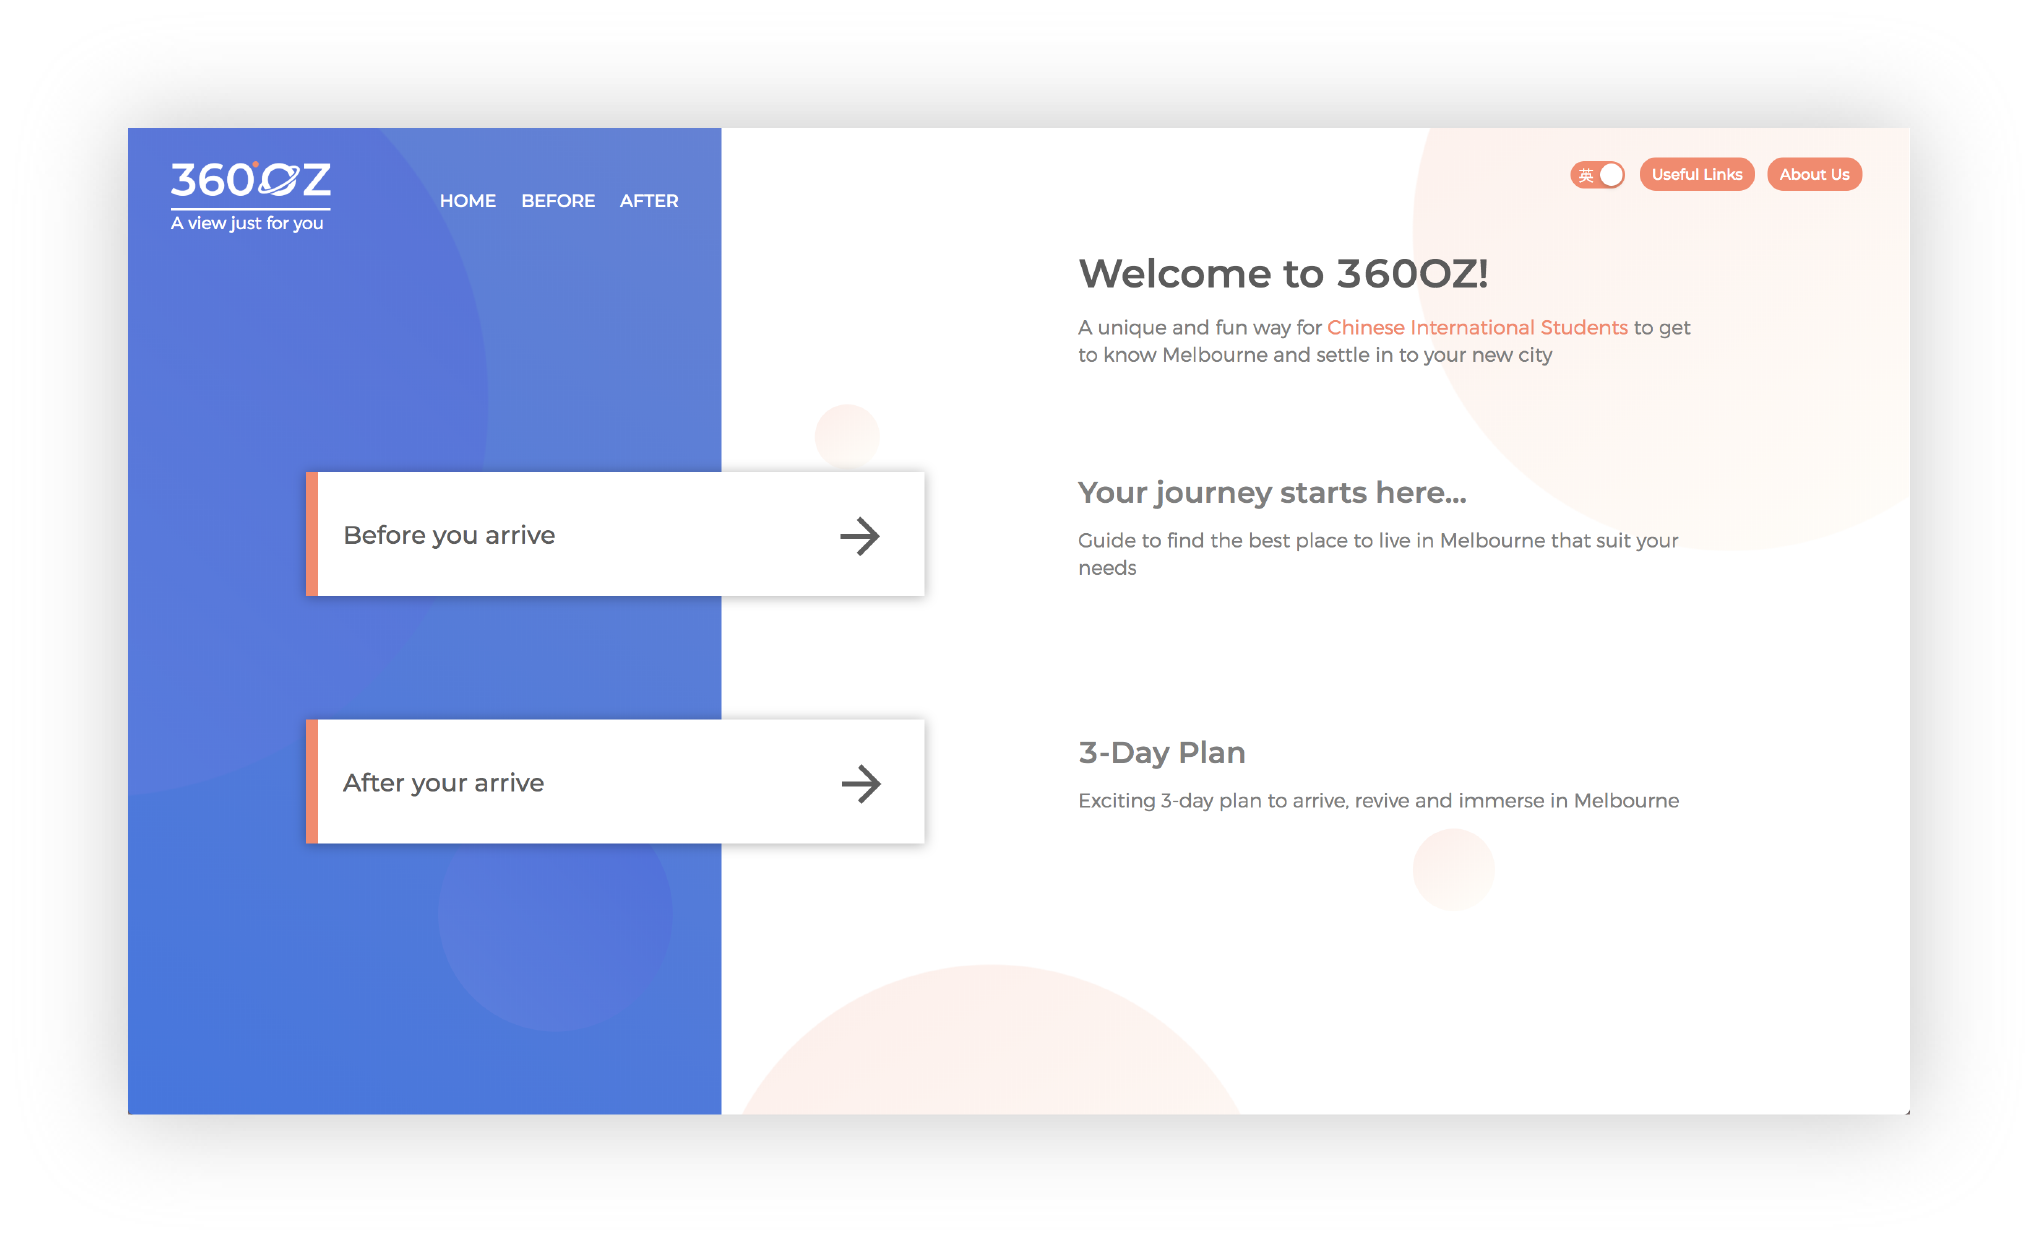 360°OZ
A view just for you
HOME BEFORE AFTER
英
Useful Links
About Us
Welcome to 360OZ!
A unique and fun way for Chinese International Students to get
to know Melbourne and settle in to your new city
Before you arrive
Your journey starts here...
Guide to find the best place to live in Melbourne that suit your
needs
After your arrive
3-Day Plan
Exciting 3-day plan to arrive, revive and immerse in Melbourne